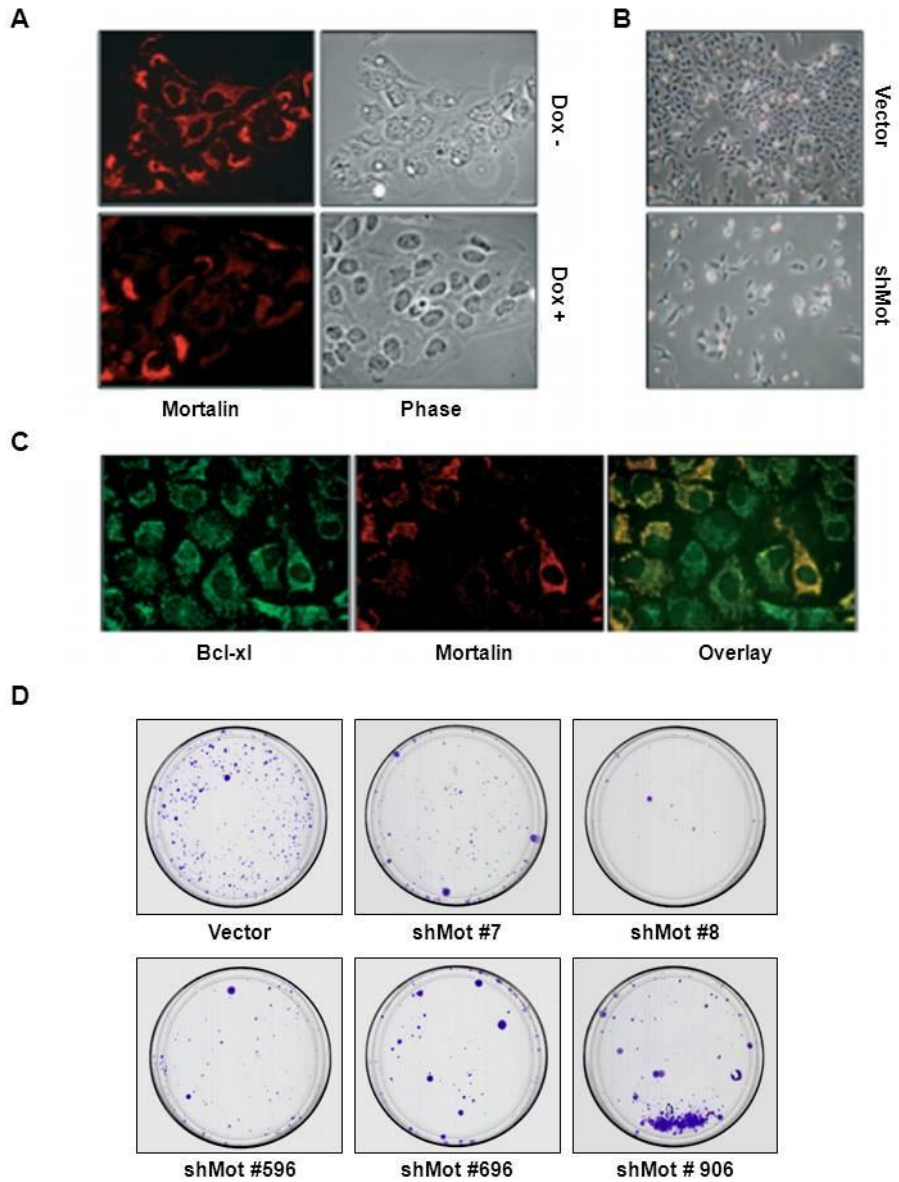 A
B
Dox -
Vector
Dox +
shMot
Mortalin
Phase
C
Bcl-xl
Mortalin
Overlay
D
Vector
shMot #7
shMot #8
shMot #596
shMot #696
shMot # 906